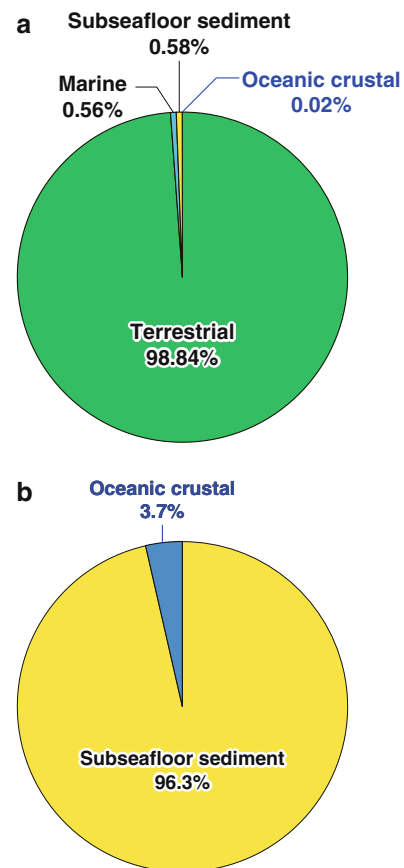 a
Subseafloor sediment
0.58%
Marine
0.56%
Oceanic crustal
0.02%
Terrestrial
98.84%
b
Oceanic crustal
3.7%
Subseafloor sediment
96.3%